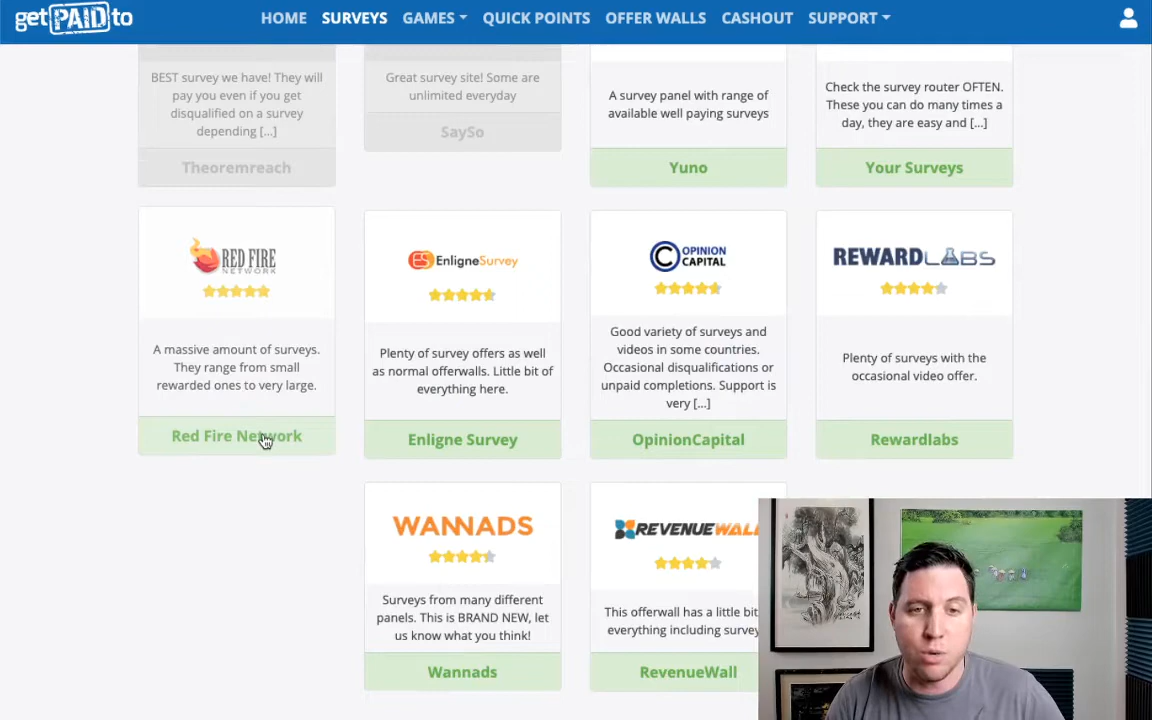 getPAIDto
HOME
SURVEYS
GAMES
QUICK POINTS
OFFER WALLS
CASHOUT
SUPPORT
BEST survey we have! They will
pay you even if you get
disqualified on a survey
depending [...]
Theoremreach
Great survey site! Some are
unlimited everyday
SaySo
A survey panel with range of
available well paying surveys
Yuno
Check the survey router OFTEN.
These you can do many times a
day, they are easy and [...]
Your Surveys
RED FIRE
NETWORK
A massive amount of surveys.
They range from small
rewarded ones to very large.
Red Fire Network
ES EnligneSurvey
Plenty of survey offers as well
as normal offerwalls. Little bit of
everything here.
Enligne Survey
OPINION
CAPITAL
Good variety of surveys and
videos in some countries.
Occasional disqualifications or
unpaid completions. Support is
very [...]
OpinionCapital
REWARDLABS
Plenty of surveys with the
occasional video offer.
Rewardlabs
WANNADS
Surveys from many different
panels. This is BRAND NEW, let
us know what you think!
Wannads
REVENUEWALL
This offerwall has a little bit
everything including survey
RevenueWall